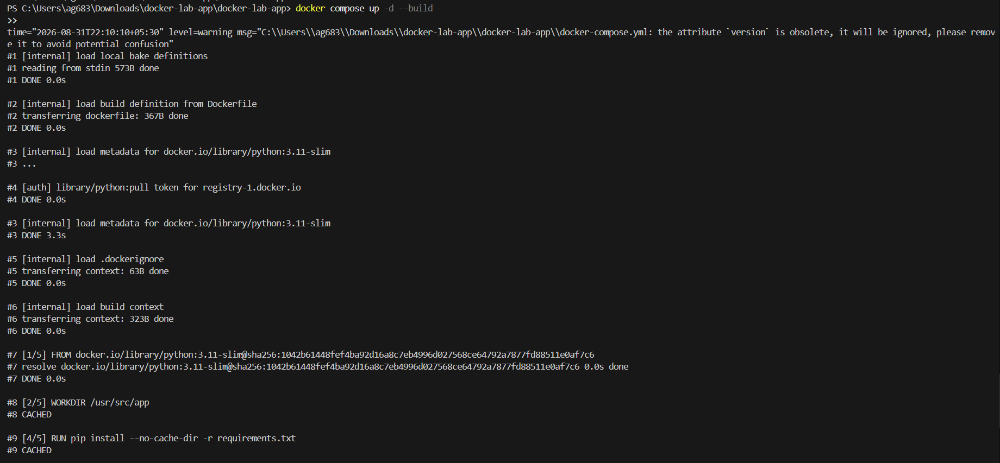 PS C:\Users\ag683\Downloads\docker-lab-app\docker-lab-app> docker compose up -d --build
>>
time="2026-08-31T22:10:10+05:30" level=warning msg="C:\\Users\\ag683\\Downloads\\docker-lab-app\\docker-lab-app\\docker-compose.yml: the attribute `version` is obsolete, it will be ignored, please remov
e it to avoid potential confusion"
#1 [internal] load local bake definitions
#1 reading from stdin 573B done
#1 DONE 0.0s
#2 [internal] load build definition from Dockerfile
#2 transferring dockerfile: 367B done
#2 DONE 0.0s
#3 [internal] load metadata for docker.io/library/python:3.11-slim
#3 ...
#4 [auth] library/python:pull token for registry-1.docker.io
#4 DONE 0.0s
#3 [internal] load metadata for docker.io/library/python:3.11-slim
#3 DONE 3.3s
#5 [internal] load .dockerignore
#5 transferring context: 63B done
#5 DONE 0.0s
#6 [internal] load build context
#6 transferring context: 323B done
#6 DONE 0.0s
#7 [1/5] FROM docker.io/library/python:3.11-slim@sha256:1042b61448fef4ba92d16a8c7eb4996d027568ce64792a7877fd88511e0af7c6
#7 resolve docker.io/library/python:3.11-slim@sha256:1042b61448fef4ba92d16a8c7eb4996d027568ce64792a7877fd88511e0af7c6 0.0s done
#7 DONE 0.0s
#8 [2/5] WORKDIR /usr/src/app
#8 CACHED
#9 [4/5] RUN pip install --no-cache-dir -r requirements.txt
#9 CACHED